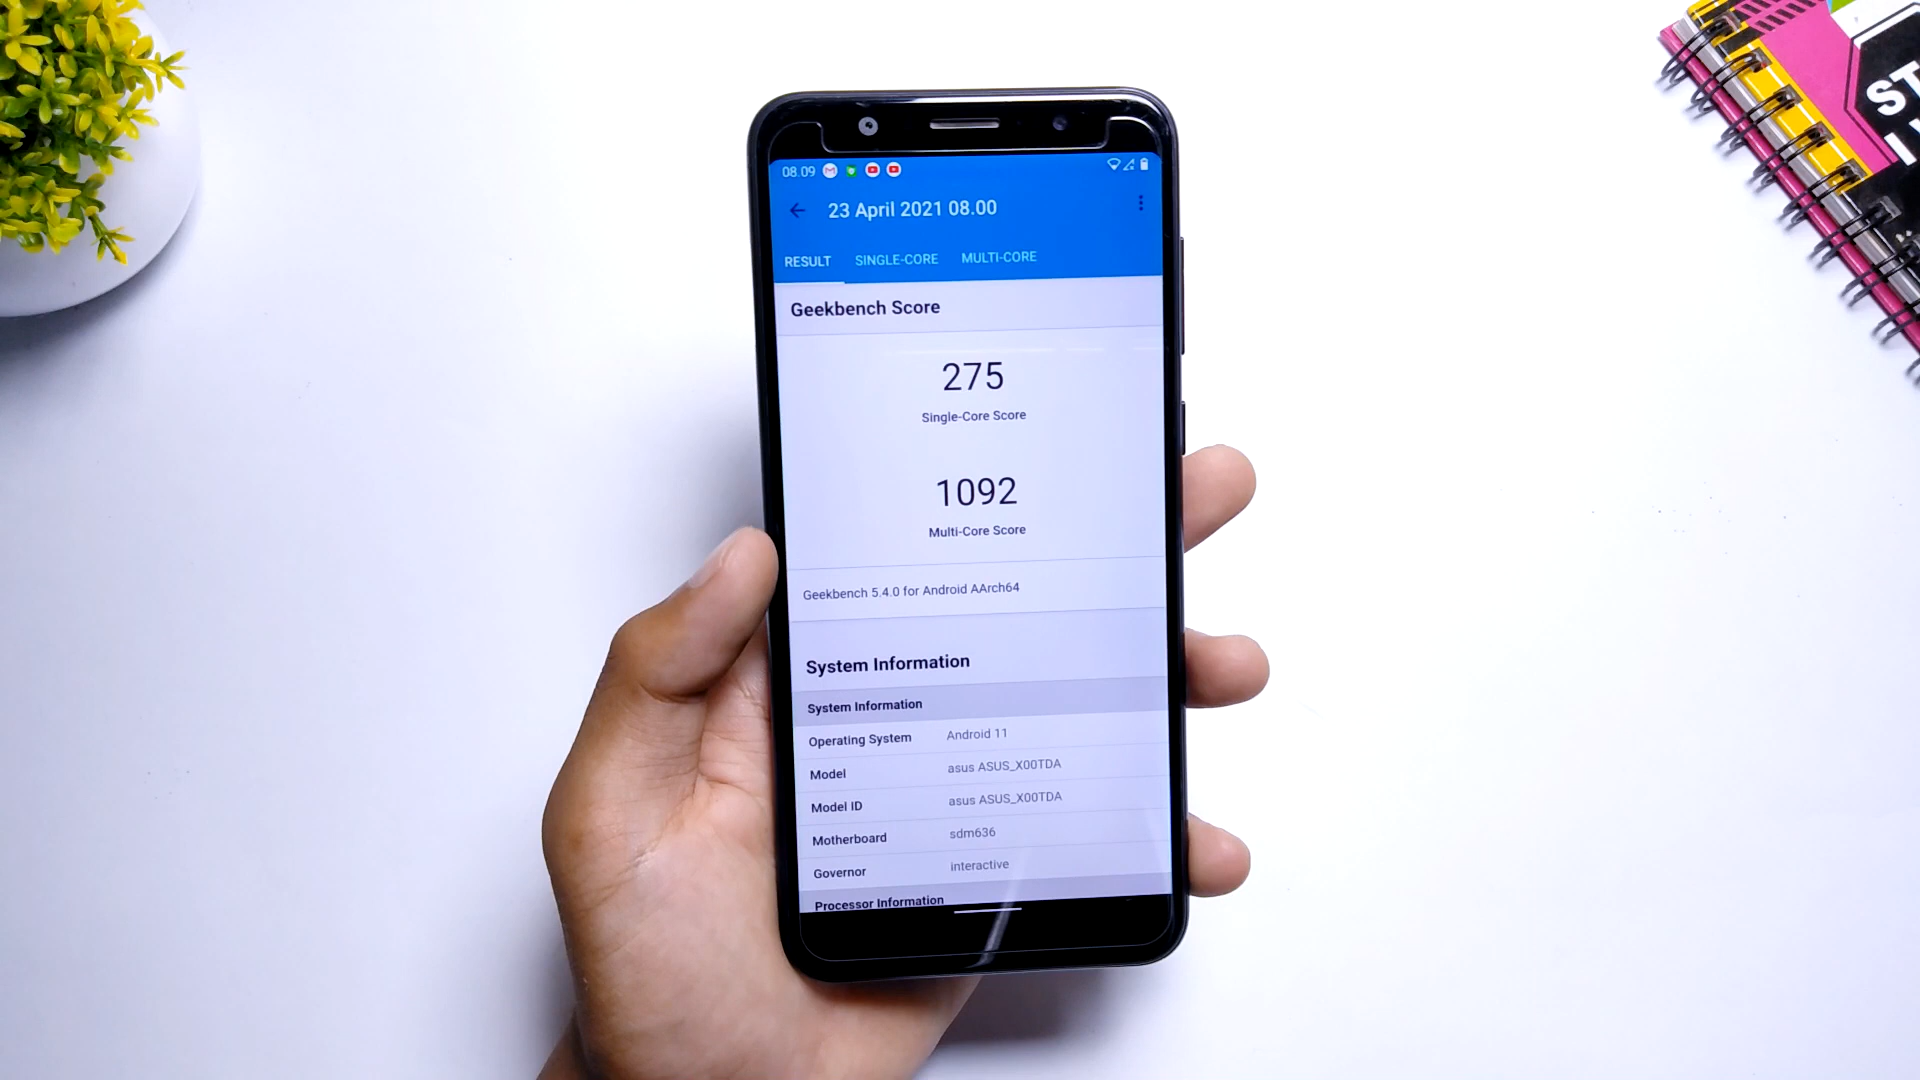 08.09
23 April 2021 08.00
RESULT SINGLE-CORE MULTI-CORE
Geekbench Score
275
Single-Core Score
1092
Multi-Core Score
Geekbench 5.4.0 for Android AArch64
System Information
System Information
Operating System Android 11
Model asus ASUS_X00TDA
Model ID asus ASUS_X00TDA
Motherboard sdm636
Governor interactive
Processor Information